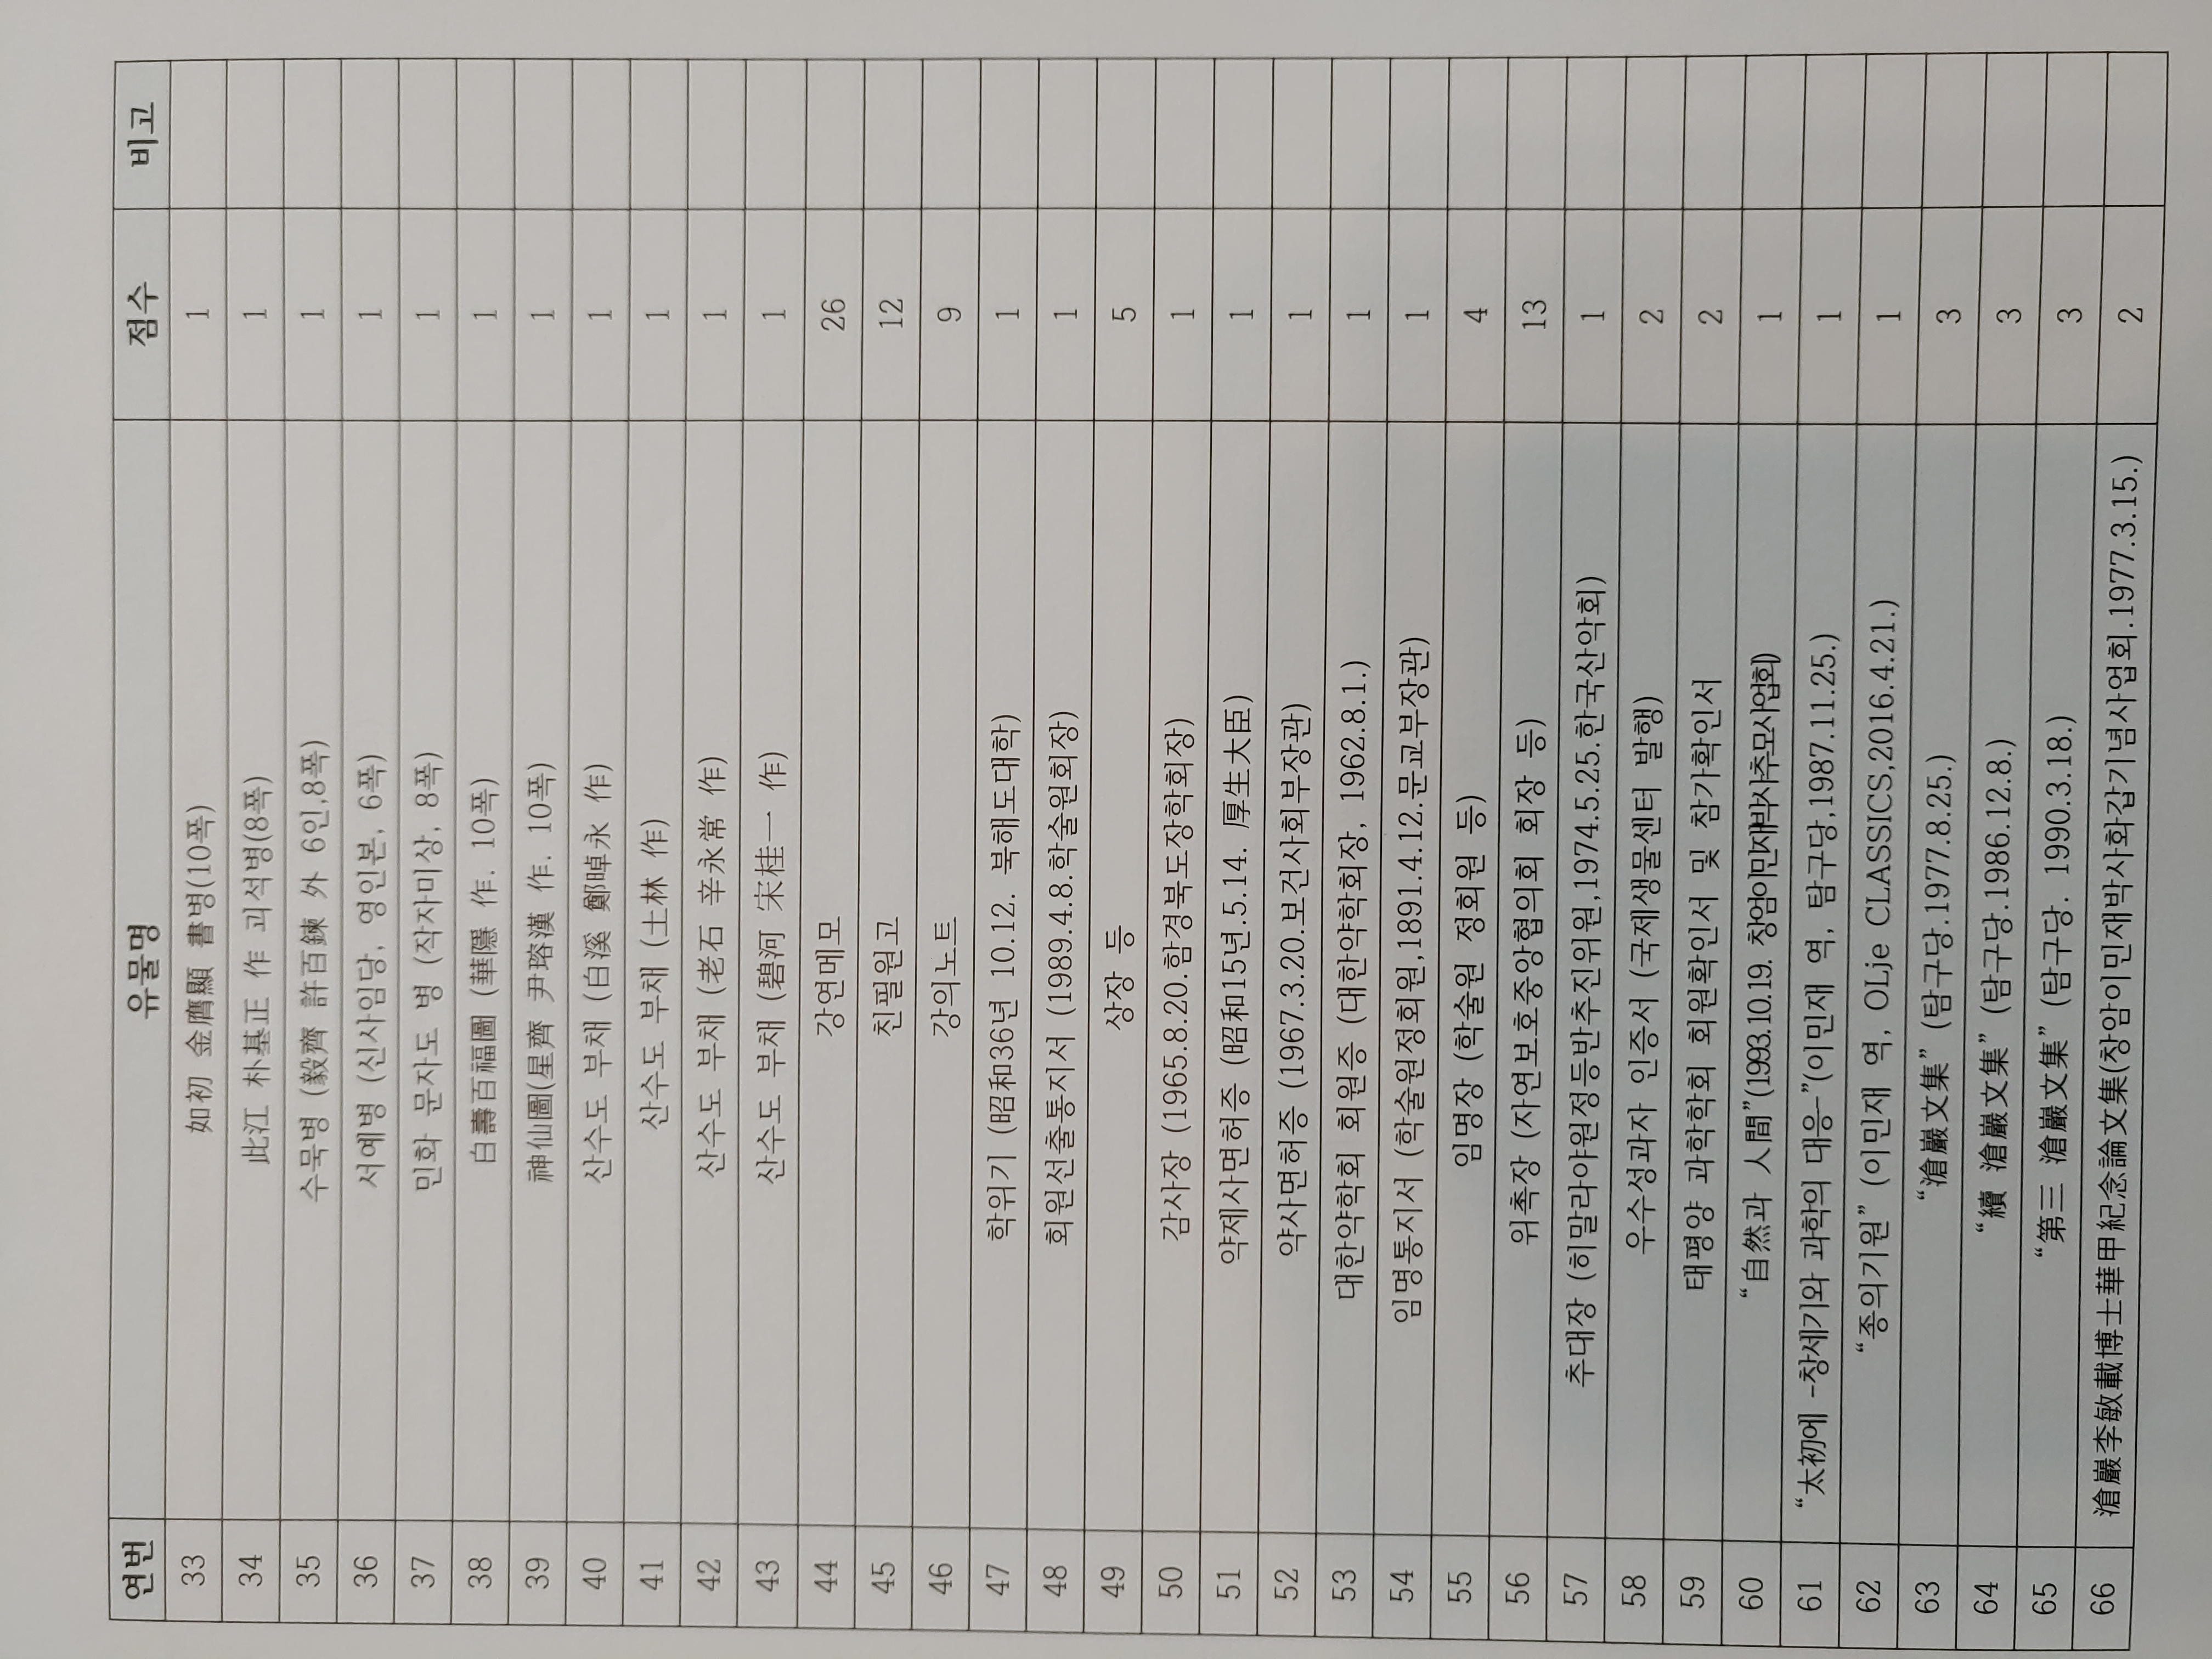 연번 유물명 점수 비고
33 如初 金膺顯 書병(10폭) 1
34 此江 朴基正 作 괴석병(8폭) 1
35 수묵병 (毅齊 許百鍊 外 6인,8폭) 1
36 서예병 (신사임당, 영인본, 6폭) 1
37 민화 문자도 병 (작자미상, 8폭) 1
38 白壽百福圖 (華隱 作. 10폭) 1
39 神仙圖(星齊 尹瑢漢 作. 10폭) 1
40 산수도 부채 (白溪 鄭晫永 作) 1
41 산수도 부채 (士林 作) 1
42 산수도 부채 (老石 辛永常 作) 1
43 산수도 부채 (碧河 宋桂一 作) 1
44 강연메모 26
45 친필원고 12
46 강의노트 9
47 학위기 (昭和36년 10.12. 북해도대학) 1
48 회원선출통지서 (1989.4.8.학술원회장) 1
49 상장 등 5
50 감사장 (1965.8.20.함경북도장학회장) 1
51 약제사면허증 (昭和15년.5.14. 厚生大臣) 1
52 약사면허증 (1967.3.20.보건사회부장관) 1
53 대한약학회 회원증 (대한약학회장, 1962.8.1.) 1
54 임명통지서 (학술원정회원,1891.4.12.문교부장관) 1
55 임명장 (학술원 정회원 등) 4
56 위촉장 (자연보호중앙협의회 회장 등) 13
57 추대장 (히말라야원정등반추진위원,1974.5.25.한국산악회) 1
58 우수성과자 인증서 (국제생물센터 발행) 2
59 태평양 과학학회 회원확인서 및 참가확인서 2
60 “自然과 人間”(1993.10.19. 창암이민재박사추모사업회) 1
61 “太初에 -창세기와 과학의 대응-”(이민재 역, 탐구당,1987.11.25.) 1
62 “종의기원” (이민재 역, OLje CLASSICS,2016.4.21.) 1
63 “滄巖文集” (탐구당.1977.8.25.) 3
64 “續 滄巖文集” (탐구당.1986.12.8.) 3
65 “第三 滄巖文集” (탐구당. 1990.3.18.) 3
66 滄巖李敏載博士華甲紀念論文集(창암이민재박사화갑기념사업회.1977.3.15.) 2